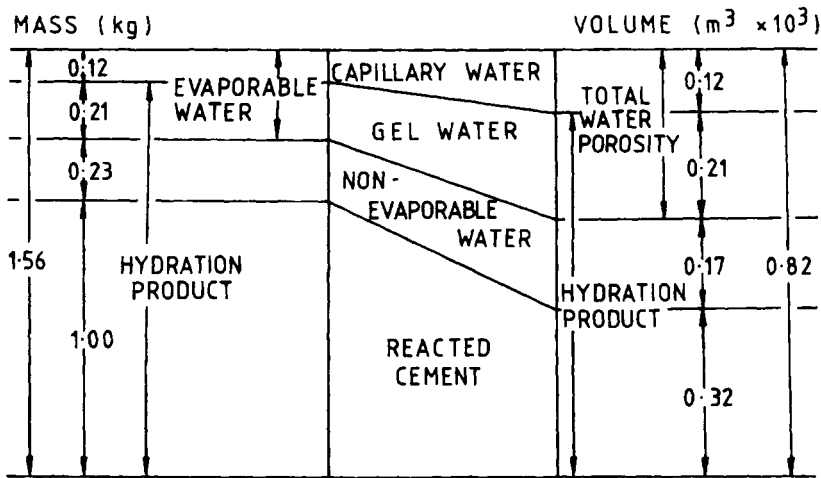 MASS (kg)
VOLUME (m³ ×10³)
0·12
EVAPORABLE
WATER
CAPILLARY WATER
TOTAL
WATER
POROSITY
0·12
0·21
GEL WATER
0·21
0·23
NON-
EVAPORABLE
WATER
1·56
HYDRATION
PRODUCT
HYDRATION
PRODUCT
0·17
0·82
1·00
REACTED
CEMENT
0·32